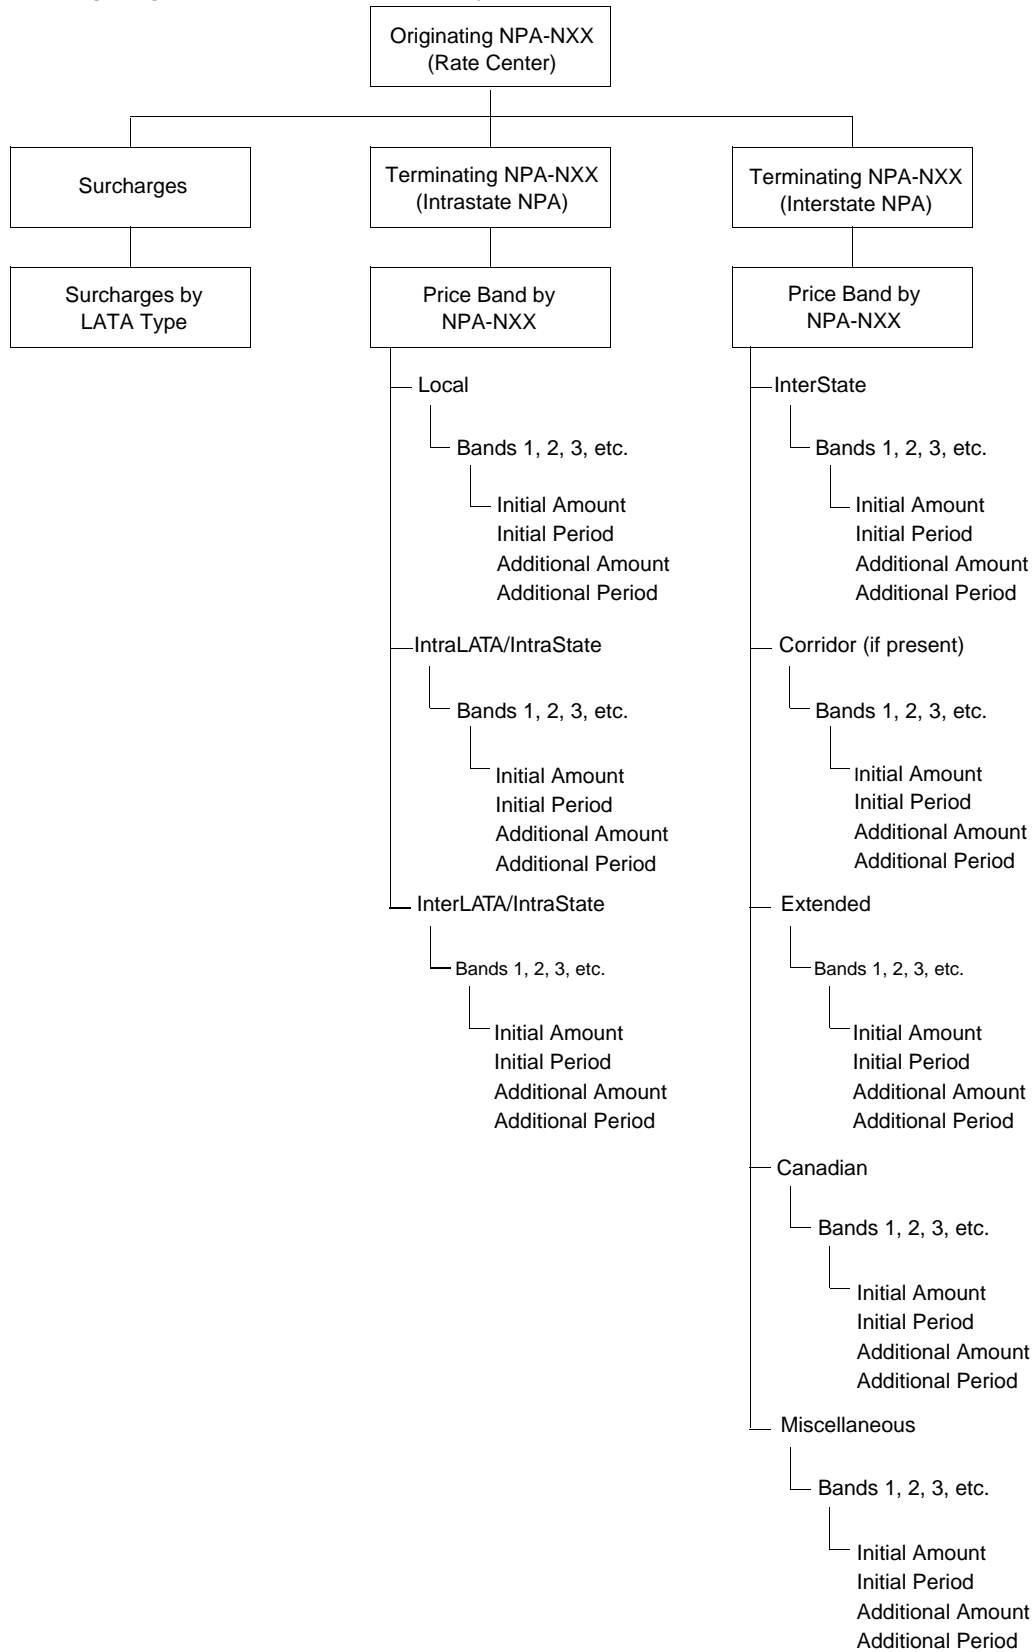 Originating NPA-NXX
(Rate Center)
Surcharges
Terminating NPA-NXX
(Intrastate NPA)
Terminating NPA-NXX
(Interstate NPA)
Surcharges by
LATA Type
Price Band by
NPA-NXX
Price Band by
NPA-NXX
Local
Bands 1, 2, 3, etc.
Initial Amount
Initial Period
Additional Amount
Additional Period
IntraLATA/IntraState
Bands 1, 2, 3, etc.
Initial Amount
Initial Period
Additional Amount
Additional Period
InterLATA/IntraState
Bands 1, 2, 3, etc.
Initial Amount
Initial Period
Additional Amount
Additional Period
InterState
Bands 1, 2, 3, etc.
Initial Amount
Initial Period
Additional Amount
Additional Period
Corridor (if present)
Bands 1, 2, 3, etc.
Initial Amount
Initial Period
Additional Amount
Additional Period
Extended
Bands 1, 2, 3, etc.
Initial Amount
Initial Period
Additional Amount
Additional Period
Canadian
Bands 1, 2, 3, etc.
Initial Amount
Initial Period
Additional Amount
Additional Period
Miscellaneous
Bands 1, 2, 3, etc.
Initial Amount
Initial Period
Additional Amount
Additional Period